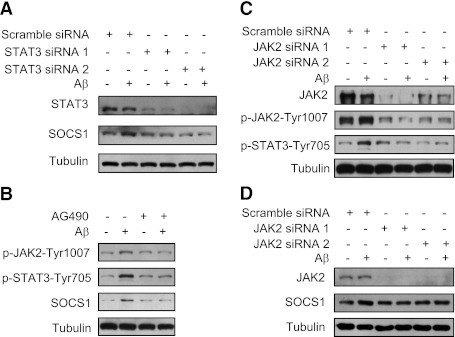 A
Scramble siRNA + + - - - -
STAT3 siRNA 1 - - + + - -
STAT3 siRNA 2 - - - - + +
Aβ - + - + - +
STAT3
SOCS1
Tubulin
B
AG490 - - + +
Aβ - + - +
p-JAK2-Tyr1007
p-STAT3-Tyr705
SOCS1
Tubulin
C
Scramble siRNA + + - - - -
JAK2 siRNA 1 - - + + - -
JAK2 siRNA 2 - - - - + +
Aβ - + - + - +
JAK2
p-JAK2-Tyr1007
p-STAT3-Tyr705
Tubulin
D
Scramble siRNA + + - - - -
JAK2 siRNA 1 - - + + - -
JAK2 siRNA 2 - - - - + +
Aβ - + - + - +
JAK2
SOCS1
Tubulin